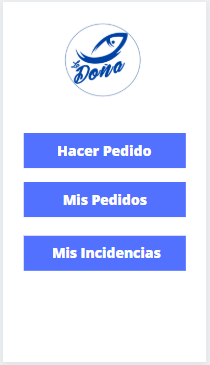 La
Doña
Hacer Pedido
Mis Pedidos
Mis Incidencias